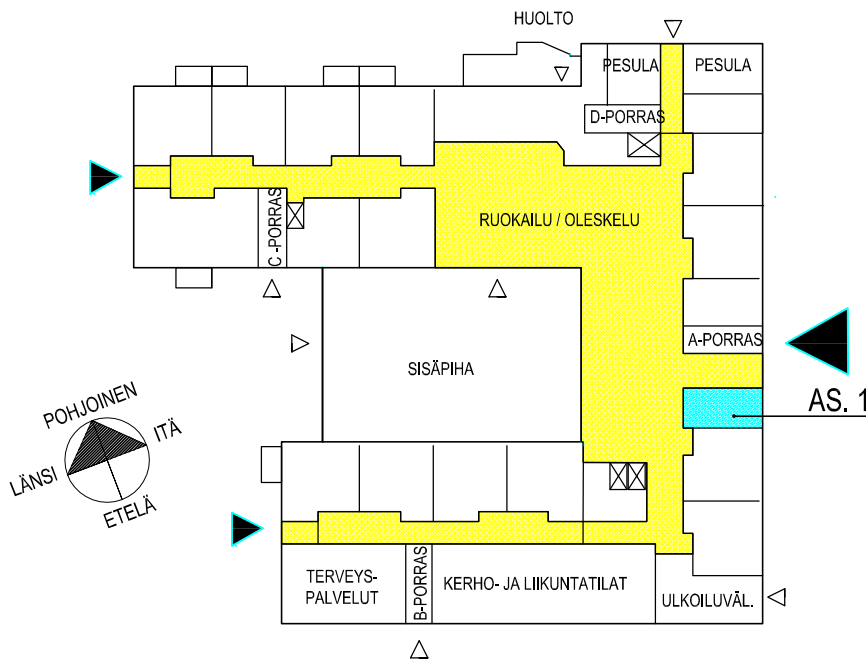 HUOLTO
PESULA
PESULA
D-PORRAS
RUOKAILU / OLESKELU
C -PORRAS
A-PORRAS
SISÄPIHA
AS. 1
POHJOINEN
ITÄ
LÄNSI
ETELÄ
TERVEYS-
PALVELUT
B-PORRAS
KERHO- JA LIIKUNTATILAT
ULKOILUVÄL.